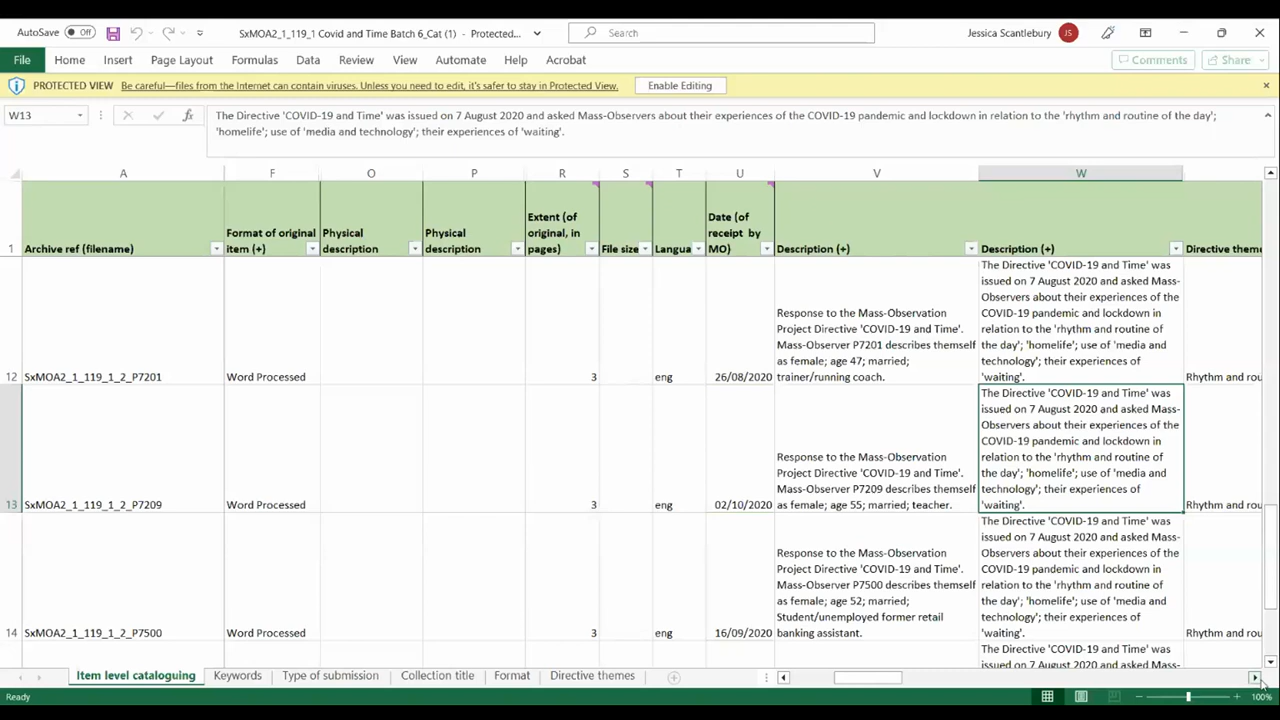 AutoSave Off SxMOA2_1_119_1 Covid and Time Batch 6_Cat (1) - Protected... Search Jessica Scantlebury JS
File Home Insert Page Layout Formulas Data Review View Automate Help Acrobat Comments Share
PROTECTED VIEW Be careful—files from the Internet can contain viruses. Unless you need to edit, it's safer to stay in Protected View. Enable Editing
W13 fx The Directive 'COVID-19 and Time' was issued on 7 August 2020 and asked Mass-Observers about their experiences of the COVID-19 pandemic and lockdown in relation to the 'rhythm and routine of the day';
'homelife'; use of 'media and technology'; their experiences of 'waiting'.
A F O P R S T U V W
1
Archive ref (filename)
Format of original
item (+)
Physical
description
Physical
description
Extent (of
original, in
pages)
File size
Langua
Date (of
receipt by
MO)
Description (+)
Description (+)
Directive them
12
SxMOA2_1_119_1_2_P7201
Word Processed
3
eng
26/08/2020
Response to the Mass-Observation
Project Directive 'COVID-19 and Time'.
Mass-Observer P7201 describes themself
as female; age 47; married;
trainer/running coach.
The Directive 'COVID-19 and Time' was
issued on 7 August 2020 and asked Mass-
Observers about their experiences of the
COVID-19 pandemic and lockdown in
relation to the 'rhythm and routine of
the day'; 'homelife'; use of 'media and
technology'; their experiences of
'waiting'.
Rhythm and rou
13
SxMOA2_1_119_1_2_P7209
Word Processed
3
eng
02/10/2020
Response to the Mass-Observation
Project Directive 'COVID-19 and Time'.
Mass-Observer P7209 describes themself
as female; age 55; married; teacher.
The Directive 'COVID-19 and Time' was
issued on 7 August 2020 and asked Mass-
Observers about their experiences of the
COVID-19 pandemic and lockdown in
relation to the 'rhythm and routine of
the day'; 'homelife'; use of 'media and
technology'; their experiences of
'waiting'.
Rhythm and rou
14
SxMOA2_1_119_1_2_P7500
Word Processed
3
eng
16/09/2020
Response to the Mass-Observation
Project Directive 'COVID-19 and Time'.
Mass-Observer P7500 describes themself
as female; age 52; married;
Student/unemployed former retail
banking assistant.
The Directive 'COVID-19 and Time' was
issued on 7 August 2020 and asked Mass-
Observers about their experiences of the
COVID-19 pandemic and lockdown in
relation to the 'rhythm and routine of
the day'; 'homelife'; use of 'media and
technology'; their experiences of
'waiting'.
Rhythm and rou
The Directive 'COVID-19 and Time' was
issued on 7 August 2020 and asked Mass-
Item level cataloguing Keywords Type of submission Collection title Format Directive themes
Ready 100%